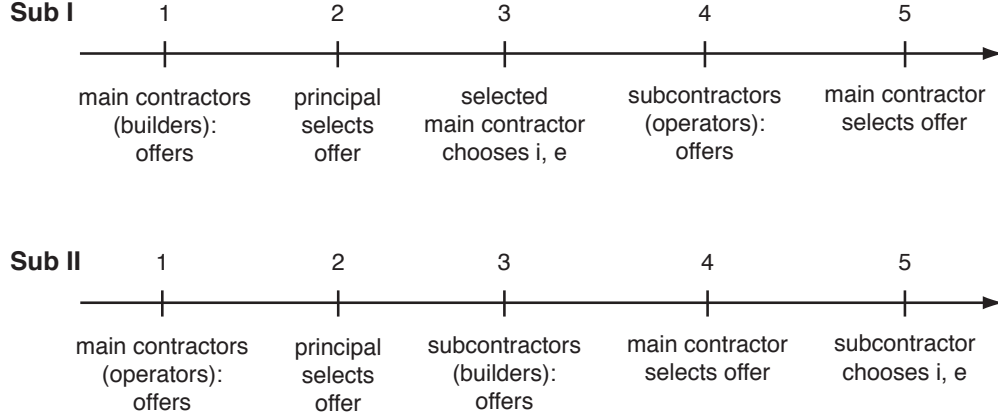 Sub I 1 2 3 4 5
main contractors principal selected subcontractors main contractor
(builders): selects main contractor (operators): selects offer
offers offer chooses i, e offers
Sub II 1 2 3 4 5
main contractors principal subcontractors main contractor subcontractor
(operators): selects (builders): selects offer chooses i, e
offers offer offers